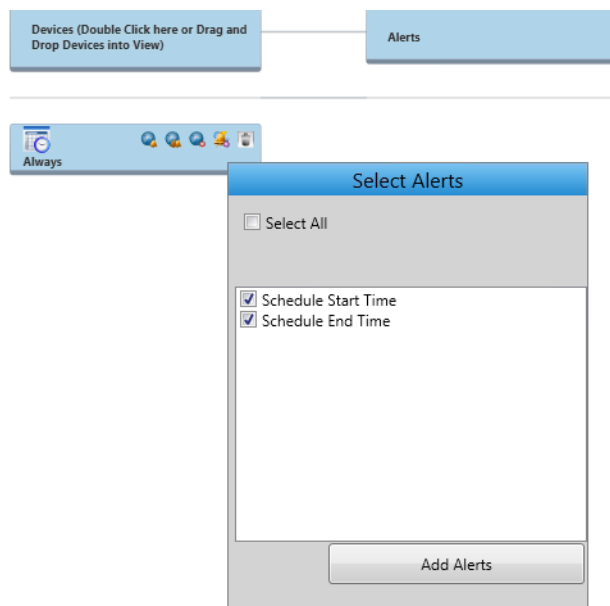 Devices (Double Click here or Drag and
Drop Devices into View)
Alerts
Always
Select Alerts
Select All
Schedule Start Time
Schedule End Time
Add Alerts